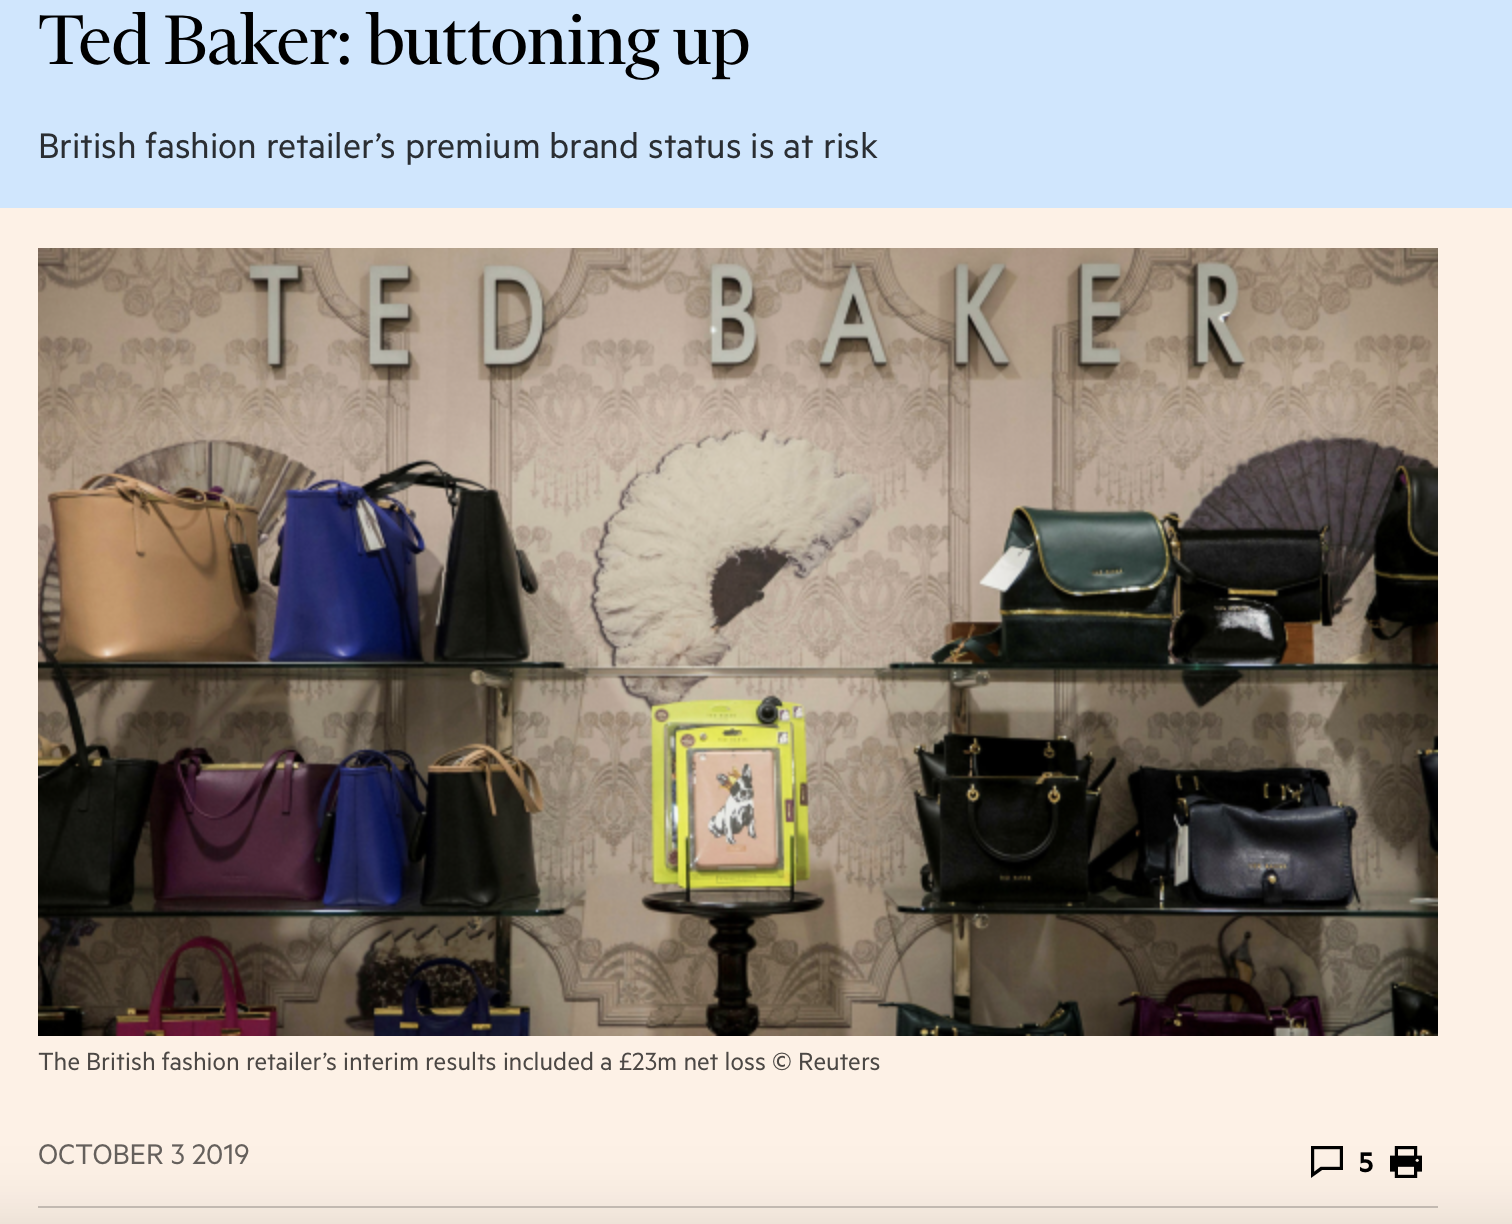 Ted Baker: buttoning up
British fashion retailer’s premium brand status is at risk
TED BAKER
The British fashion retailer’s interim results included a £23m net loss © Reuters
OCTOBER 3 2019
5